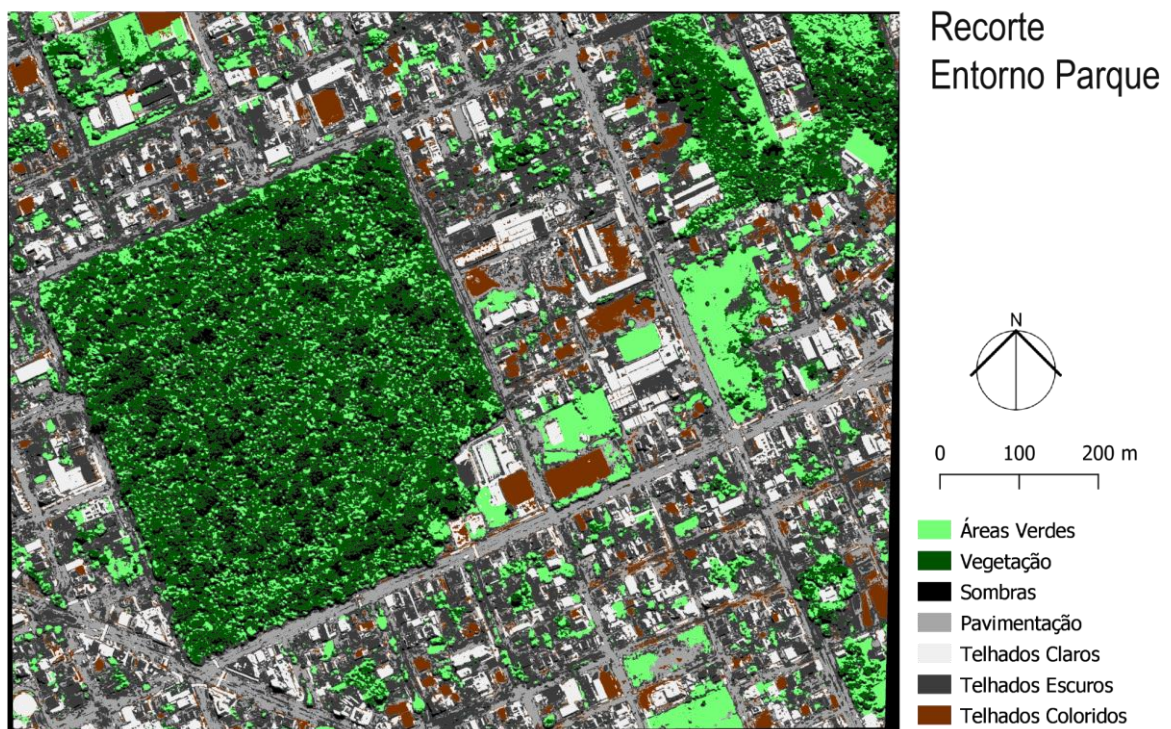 Recorte
Entorno Parque
N
0 100 200 m
Áreas Verdes
Vegetação
Sombras
Pavimentação
Telhados Claros
Telhados Escuros
Telhados Coloridos